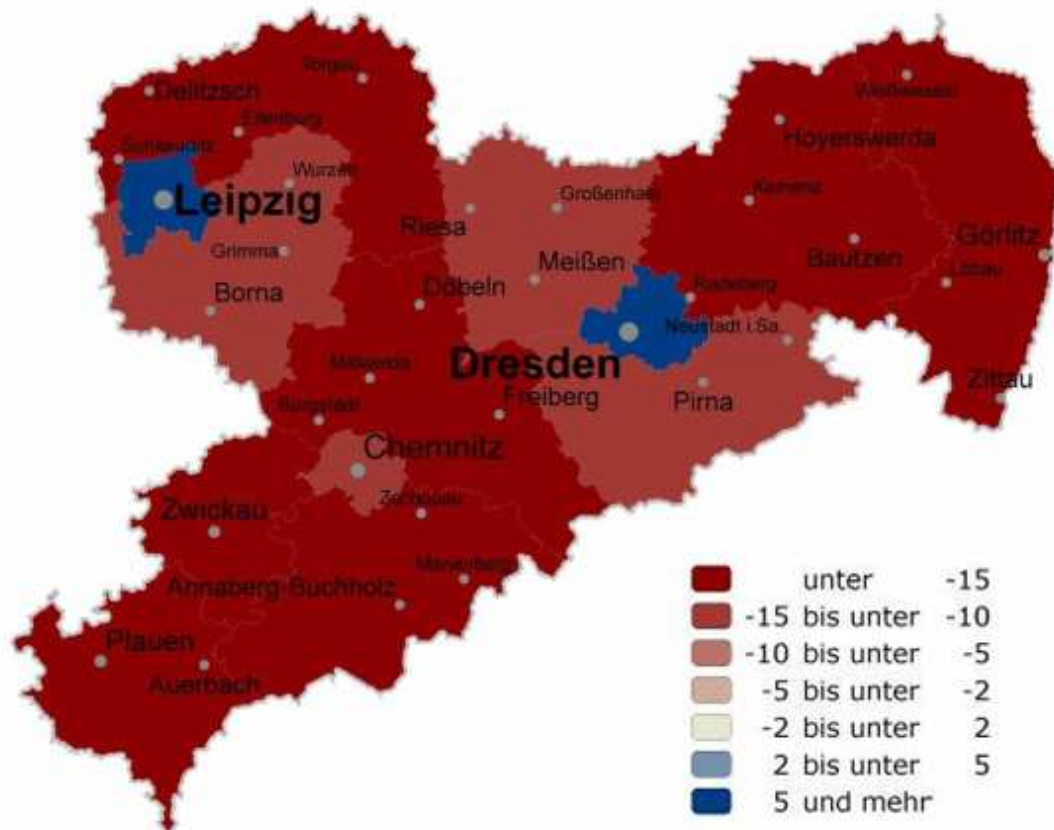 Torgau
Delitzsch
Weißwasser
Eilenburg
Hoyerswerda
Schkeuditz
Wurzen
Leipzig
Kamenz
Großenhain
Riesa
Görlitz
Grimma
Bautzen
Meißen
Löbau
Borna
Döbeln
Radeberg
Neustadt i.Sa.
Dresden
Mittweida
Zittau
Freiberg
Pirna
Burgstädt
Chemnitz
Zschopau
Zwickau
Marienberg
Annaberg-Buchholz
Plauen
Auerbach
unter -15
-15 bis unter -10
-10 bis unter -5
-5 bis unter -2
-2 bis unter 2
2 bis unter 5
5 und mehr